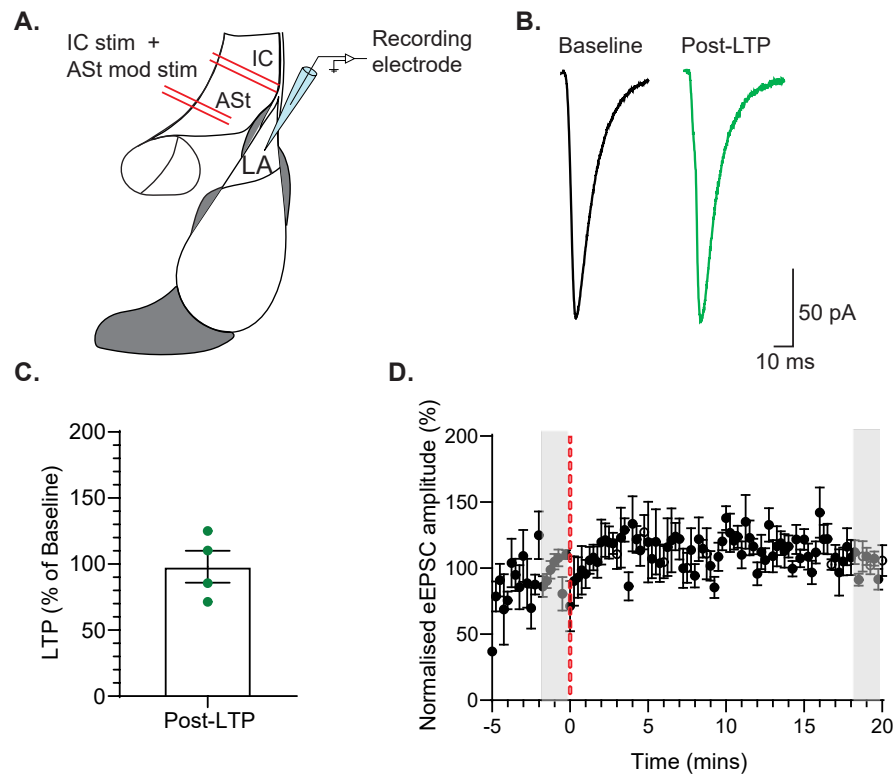 A.
IC stim +
ASt mod stim
IC
ASt
LA
Recording
electrode
B.
Baseline
Post-LTP
50 pA
10 ms
C.
LTP (% of Baseline)
200
150
100
50
0
Post-LTP
D.
Normalised eEPSC amplitude (%)
200
150
100
50
0
-5
0
5
10
15
20
Time (mins)